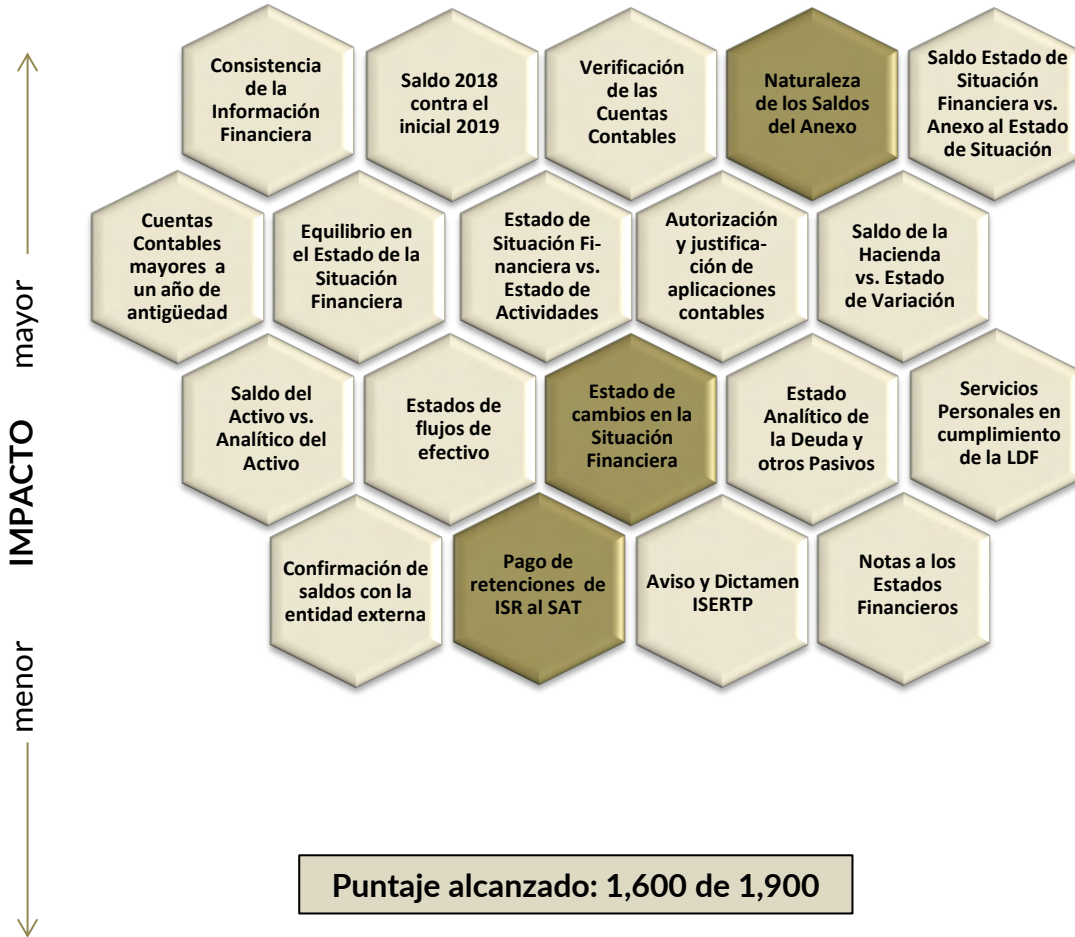 Consistencia
de la
Información
Financiera
Saldo 2018
contra el
inicial 2019
Verificación
de las
Cuentas
Contables
Naturaleza
de los Saldos
del Anexo
Saldo Estado de
Situación
Financiera vs.
Anexo al Estado
de Situación
Cuentas
Contables
mayores a
un año de
antigüedad
Equilibrio en
el Estado de la
Situación
Financiera
Estado de
Situación Fi-
nanciera vs.
Estado de
Actividades
Autorización
y justifica-
ción de
aplicaciones
contables
Saldo de la
Hacienda
vs. Estado
de Variación
Saldo del
Activo vs.
Analítico del
Activo
Estados de
flujos de
efectivo
Estado de
cambios en la
Situación
Financiera
Estado
Analítico de
la Deuda y
otros Pasivos
Servicios
Personales en
cumplimiento
de la LDF
Confirmación de
saldos con la
entidad externa
Pago de
retenciones de
ISR al SAT
Aviso y Dictamen
ISERTP
Notas a los
Estados
Financieros
mayor
IMPACTO
menor
Puntaje alcanzado: 1,600 de 1,900